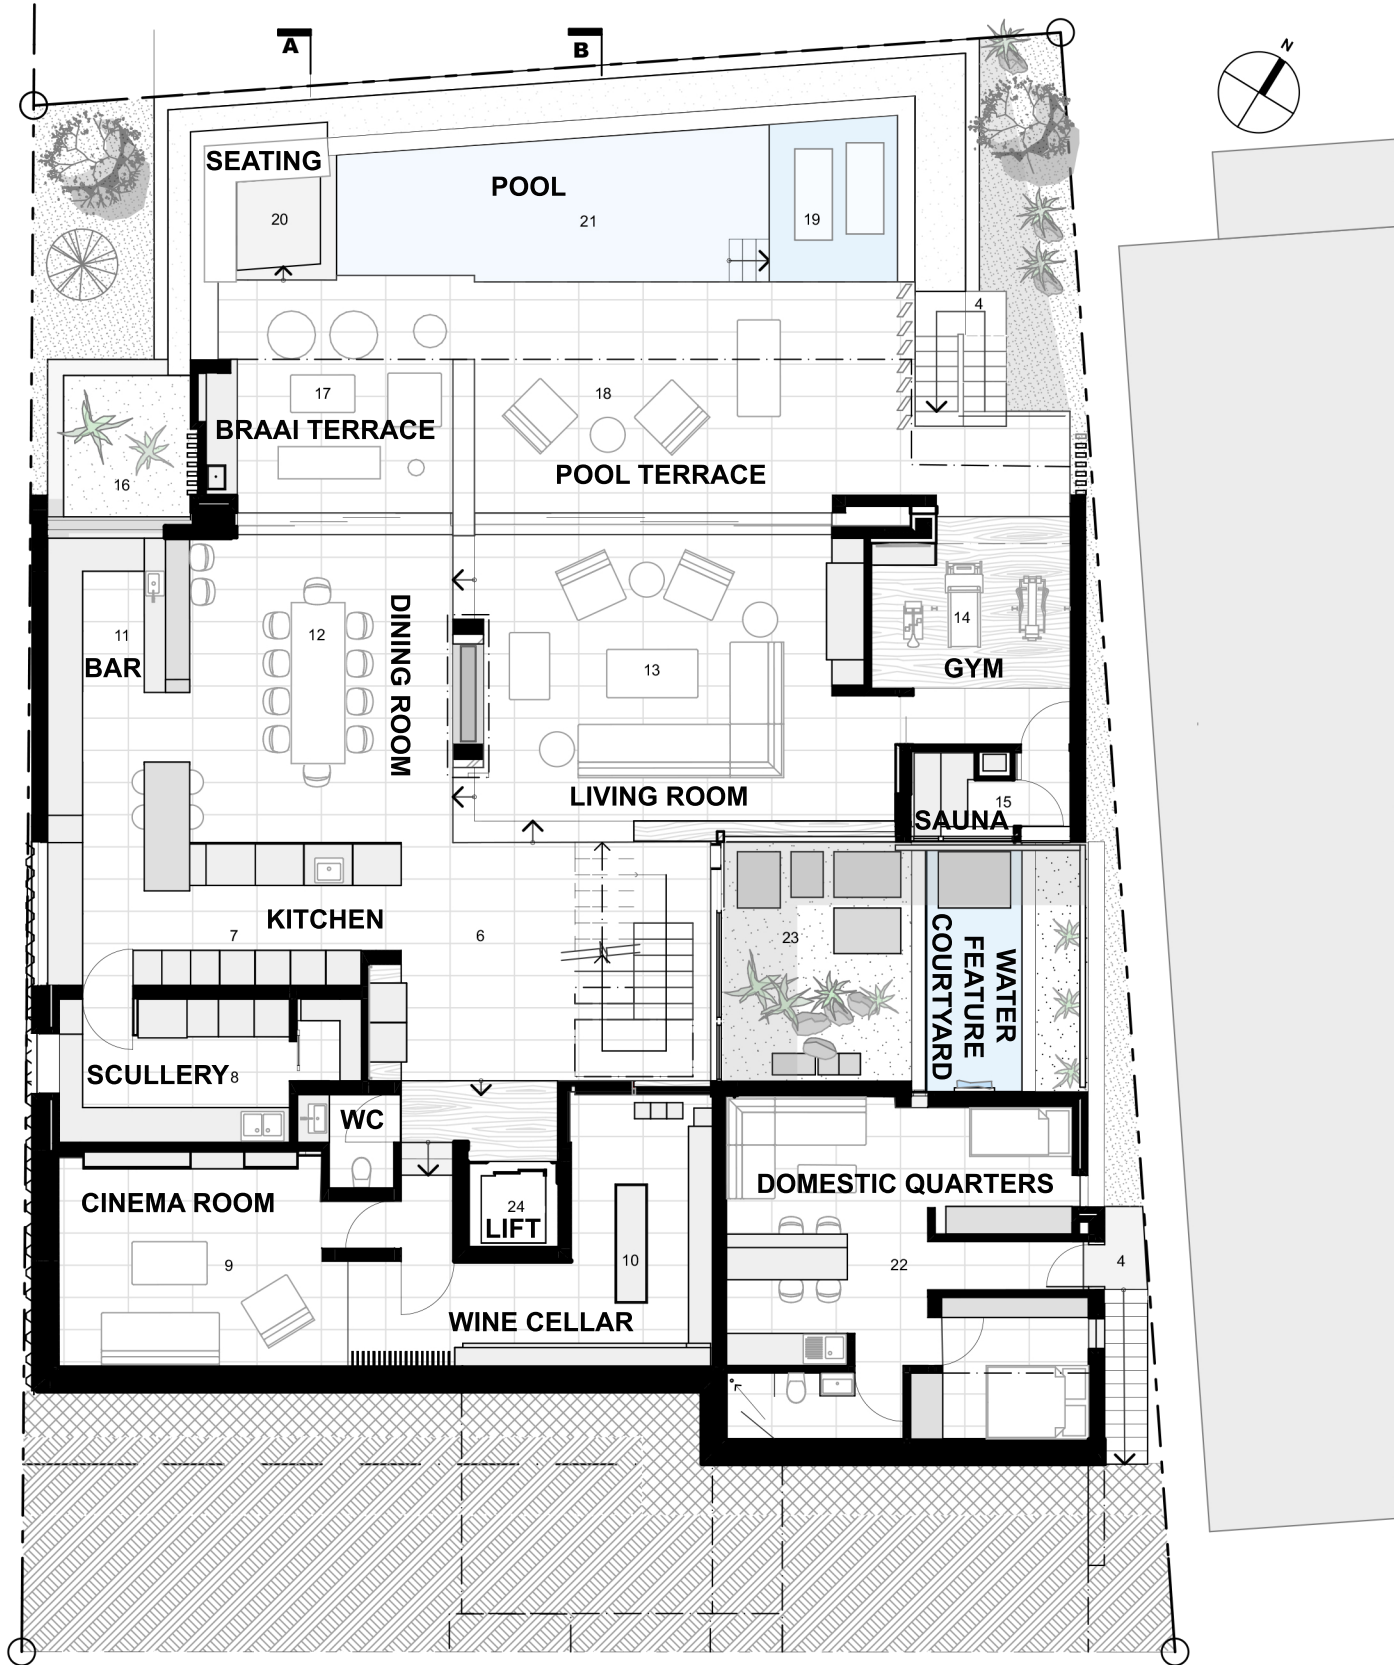 A
B
N
SEATING
POOL
20
21
19
4
17
18
BRAAI TERRACE
POOL TERRACE
16
11
12
DINING ROOM
13
14
BAR
GYM
LIVING ROOM
15
SAUNA
KITCHEN
7
6
23
WATER
FEATURE
COURTYARD
SCULLERY
8
WC
CINEMA ROOM
DOMESTIC QUARTERS
24
LIFT
9
10
22
4
WINE CELLAR